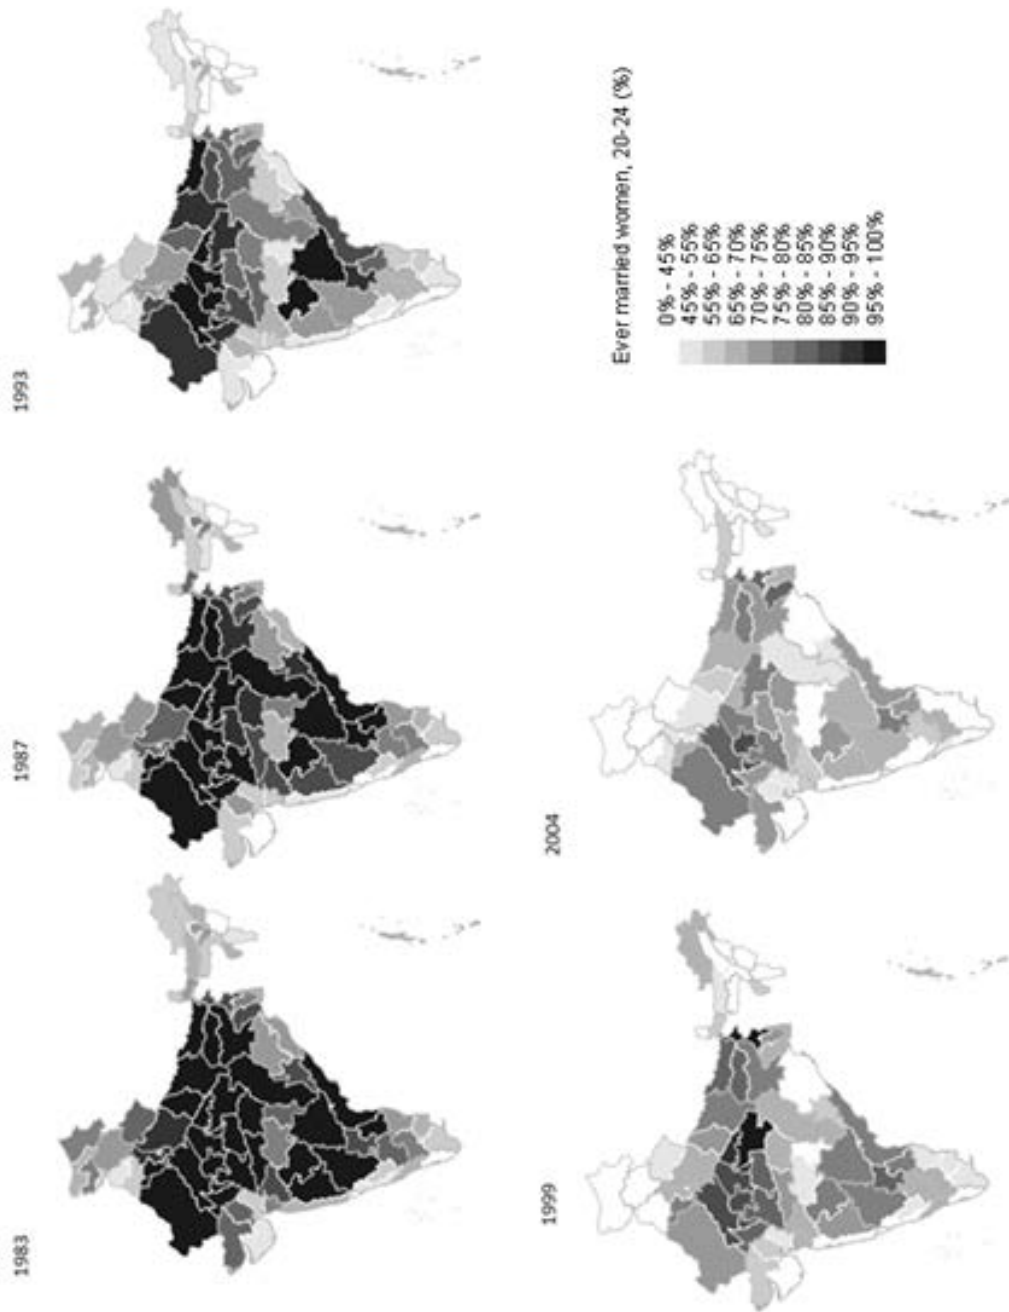 1983
1987
1993
1999
2004
Ever married women, 20-24 (%)
0% - 45%
45% - 55%
55% - 65%
65% - 70%
70% - 75%
75% - 80%
80% - 85%
85% - 90%
90% - 95%
95% - 100%